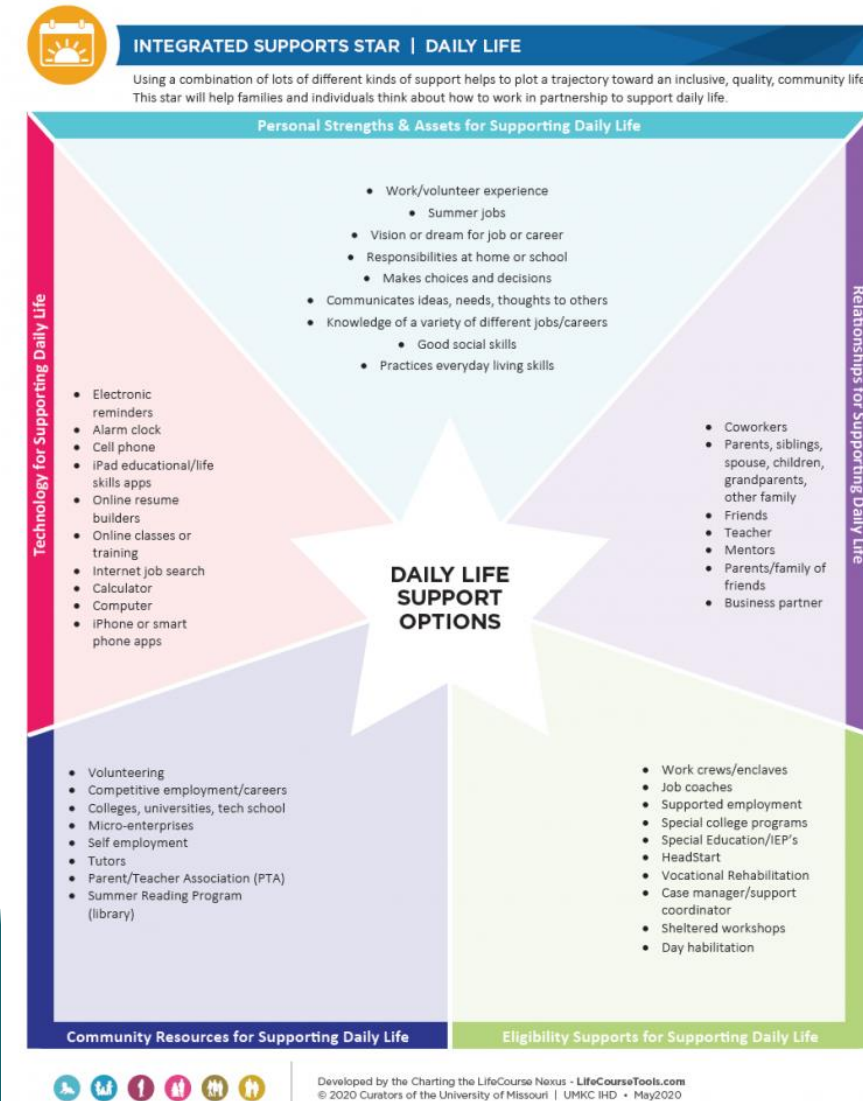 INTEGRATED SUPPORTS STAR | DAILY LIFE
Using a combination of lots of different kinds of support helps to plot a trajectory toward an inclusive, quality, community life
This star will help families and individuals think about how to work in partnership to support daily life.
Personal Strengths & Assets for Supporting Daily Life
• Work/volunteer experience
• Summer jobs
• Vision or dream for job or career
• Responsibilities at home or school
• Makes choices and decisions
• Communicates ideas, needs, thoughts to others
• Knowledge of a variety of different jobs/careers
• Good social skills
• Practices everyday living skills
Technology for Supporting Daily Life
• Electronic
reminders
• Alarm clock
• Cell phone
• iPad educational/life
skills apps
• Online resume
builders
• Online classes or
training
• Internet job search
• Calculator
• Computer
• iPhone or smart
phone apps
DAILY LIFE
SUPPORT
OPTIONS
Relationships for Supporting Daily Life
• Coworkers
• Parents, siblings,
spouse, children,
grandparents,
other family
• Friends
• Teacher
• Mentors
• Parents/family of
friends
• Business partner
• Volunteering
• Competitive employment/careers
• Colleges, universities, tech school
• Micro-enterprises
• Self employment
• Tutors
• Parent/Teacher Association (PTA)
• Summer Reading Program
(library)
Community Resources for Supporting Daily Life
• Work crews/enclaves
• Job coaches
• Supported employment
• Special college programs
• Special Education/IEP's
• HeadStart
• Vocational Rehabilitation
• Case manager/support
coordinator
• Sheltered workshops
• Day habilitation
Eligibility Supports for Supporting Daily Life
Developed by the Charting the LifeCourse Nexus - LifeCourseTools.com
© 2020 Curators of the University of Missouri | UMKC IHD • May2020